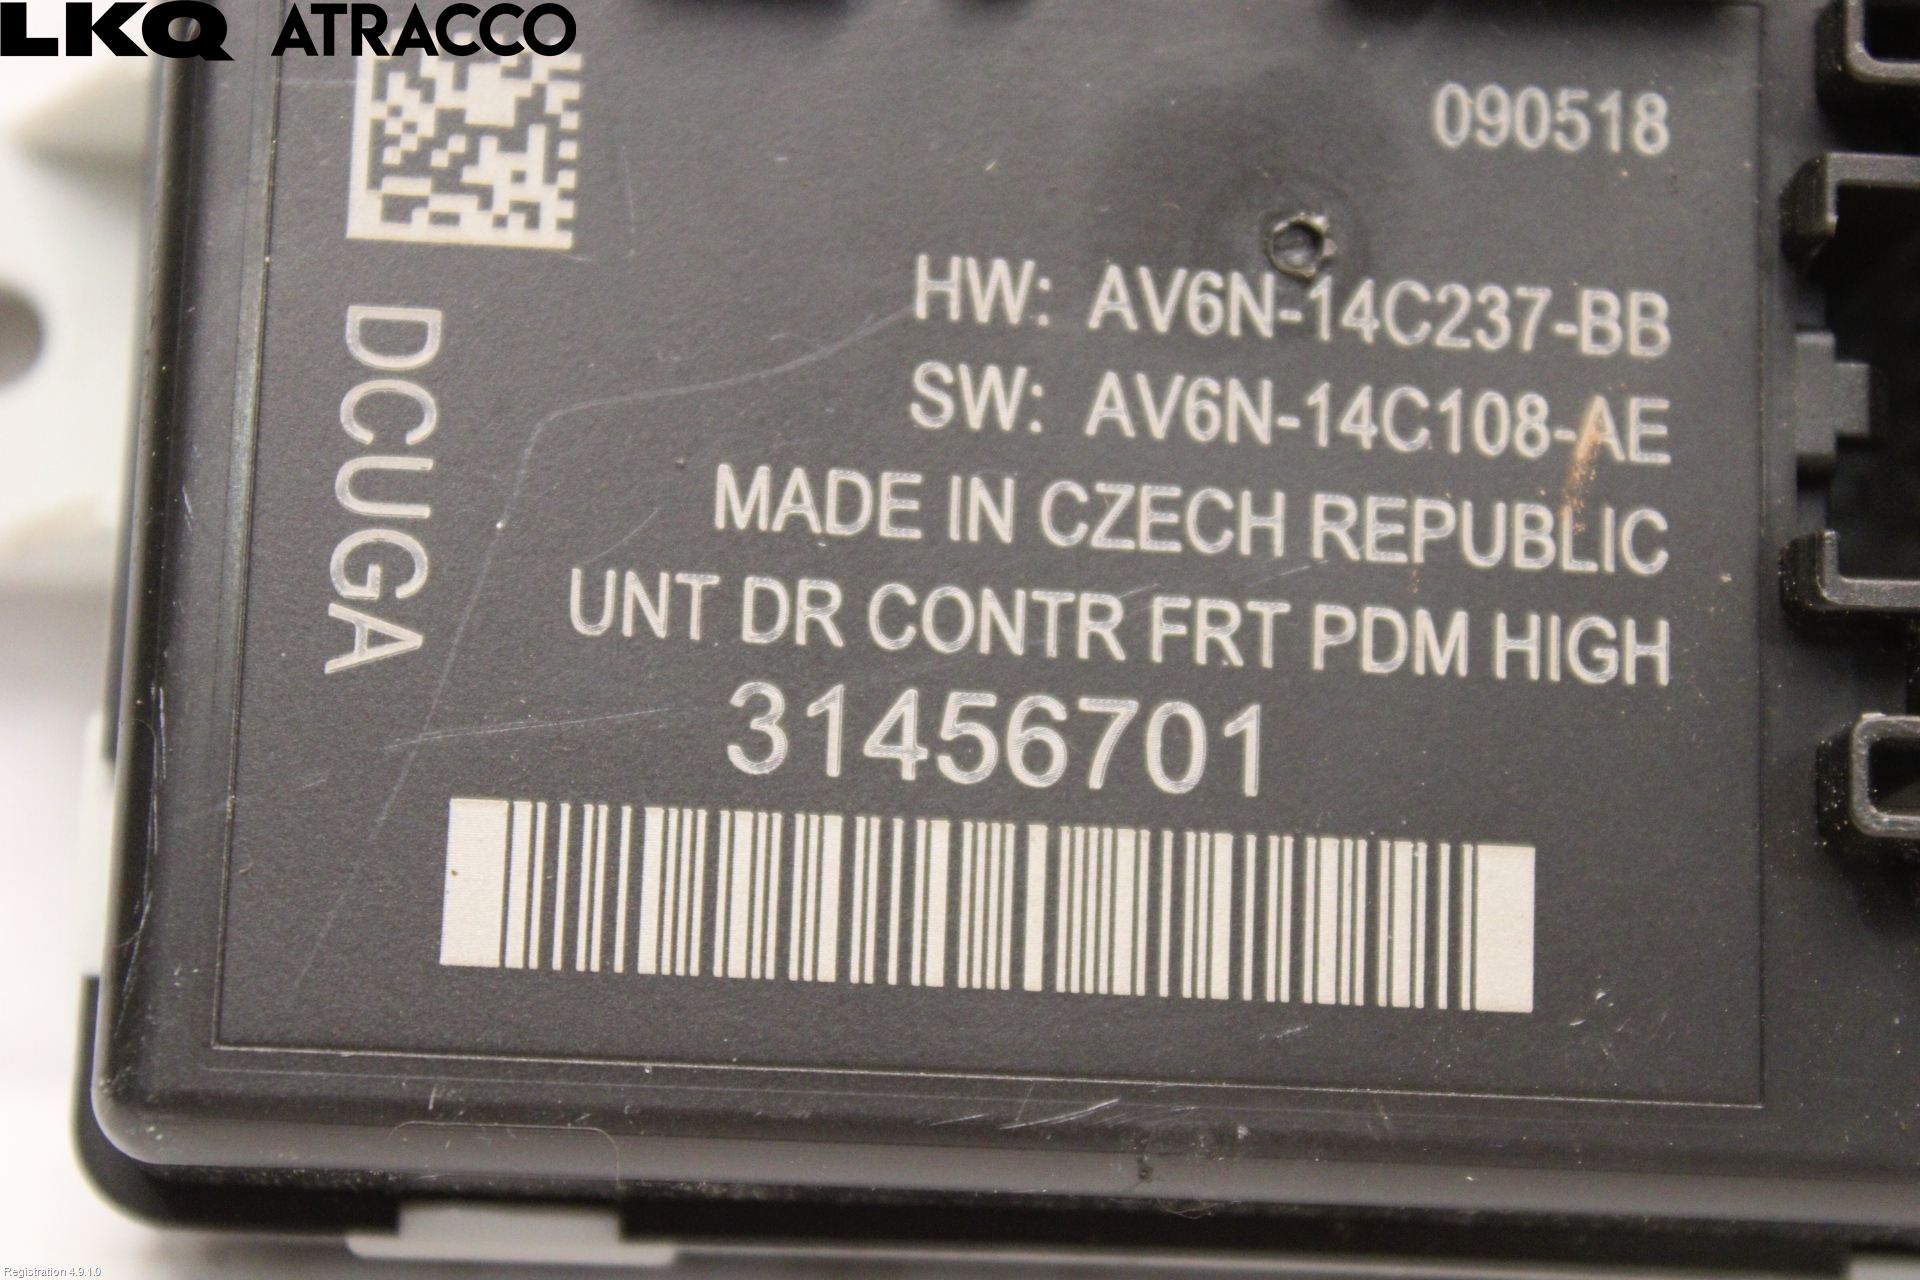 LKQ ATRACCO
090518
HW: AV6N-14C237-BB
SW: AV6N-14C108-AE
MADE IN CZECH REPUBLIC
UNT DR CONTR FRT PDM HIGH
31456701
DCUGA
Registration 4.9.1.0